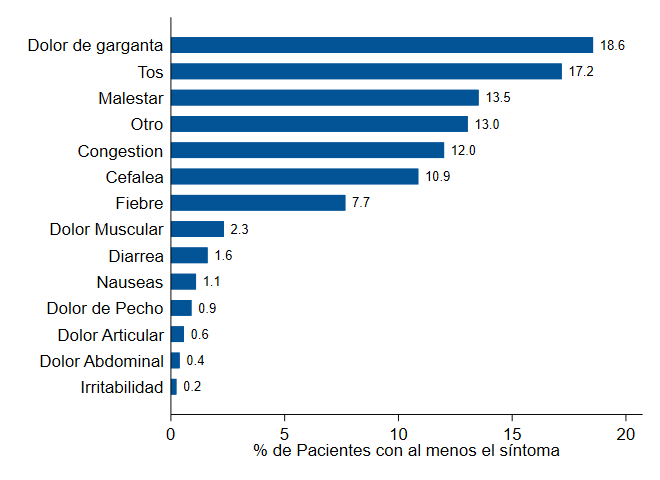 Dolor de garganta 18.6
Tos 17.2
Malestar 13.5
Otro 13.0
Congestion 12.0
Cefalea 10.9
Fiebre 7.7
Dolor Muscular 2.3
Diarrea 1.6
Nauseas 1.1
Dolor de Pecho 0.9
Dolor Articular 0.6
Dolor Abdominal 0.4
Irritabilidad 0.2
0 5 10 15 20
% de Pacientes con al menos el síntoma